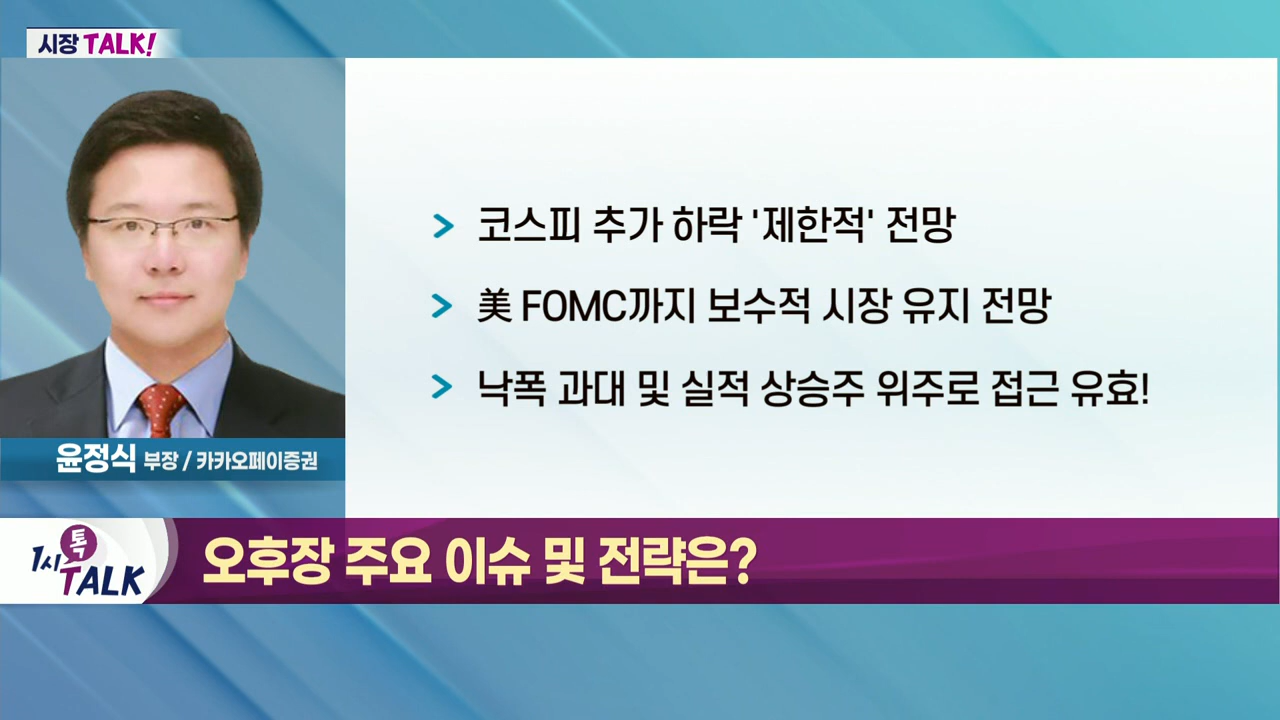 시장 TALK!
> 코스피 추가 하락 '제한적' 전망
> 美 FOMC까지 보수적 시장 유지 전망
> 낙폭 과대 및 실적 상승주 위주로 접근 유효!
윤정식 부장 / 카카오페이증권
1시 톡 TALK
오후장 주요 이슈 및 전략은?